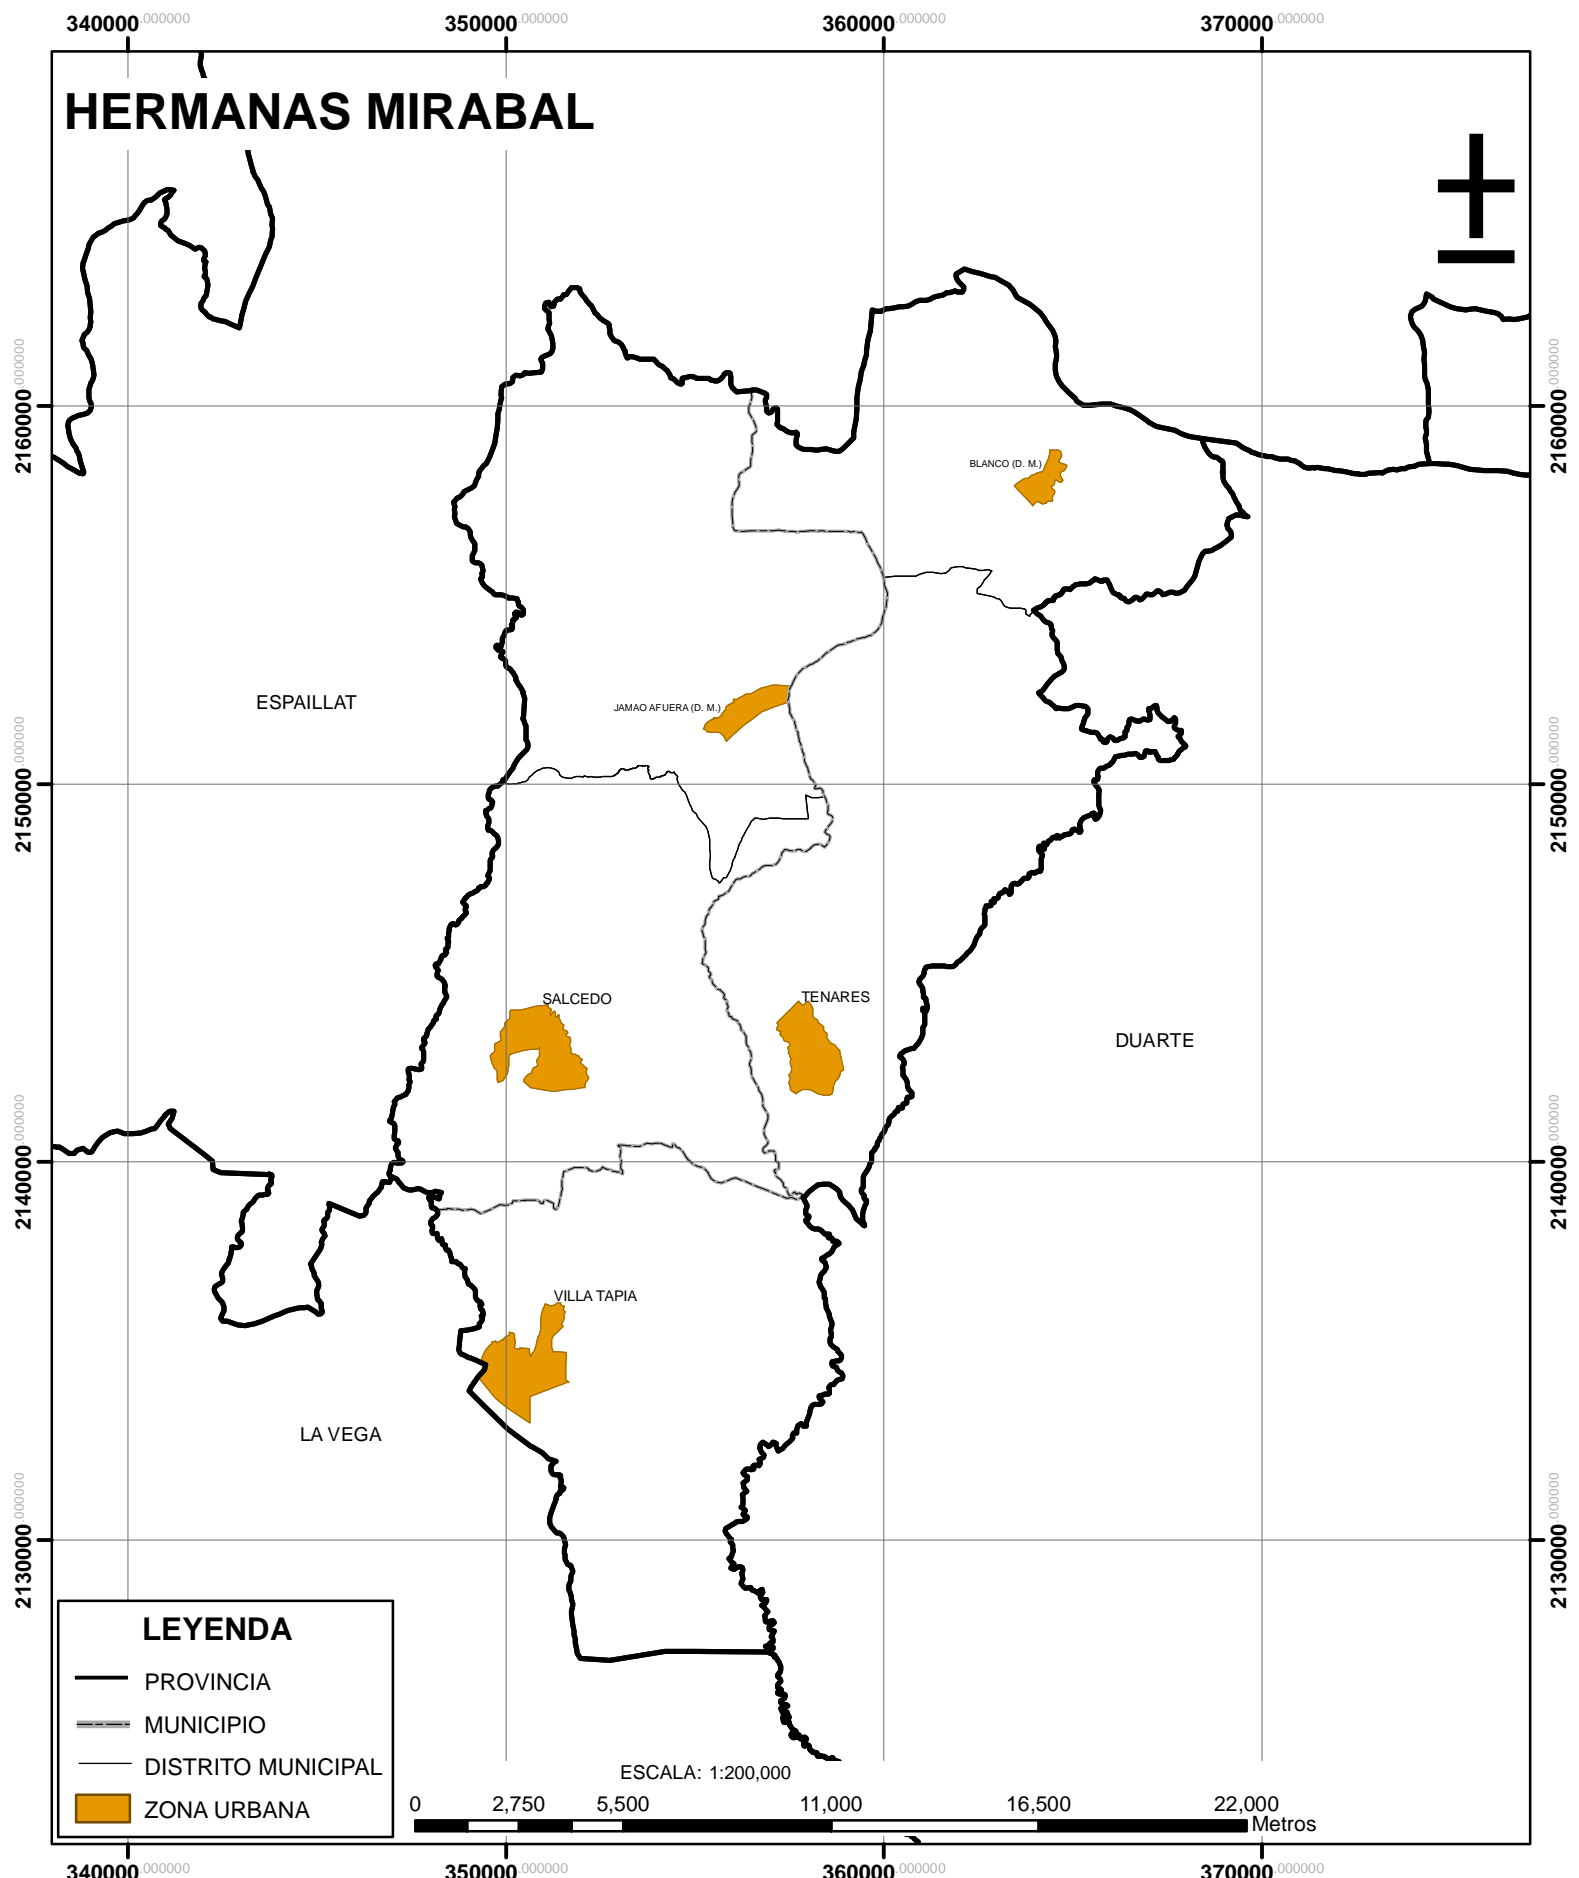 340000.000000 350000.000000 360000.000000 370000.000000
HERMANAS MIRABAL
2160000.000000 2160000.000000
BLANCO (D. M.)
ESPAILLAT
JAMAO AFUERA (D. M.)
2150000.000000 2150000.000000
SALCEDO
TENARES
DUARTE
2140000.000000 2140000.000000
VILLA TAPIA
LA VEGA
2130000.000000 2130000.000000
LEYENDA
PROVINCIA
MUNICIPIO
DISTRITO MUNICIPAL
ZONA URBANA
ESCALA: 1:200,000
0 2,750 5,500 11,000 16,500 22,000
Metros
340000.000000 350000.000000 360000.000000 370000.000000